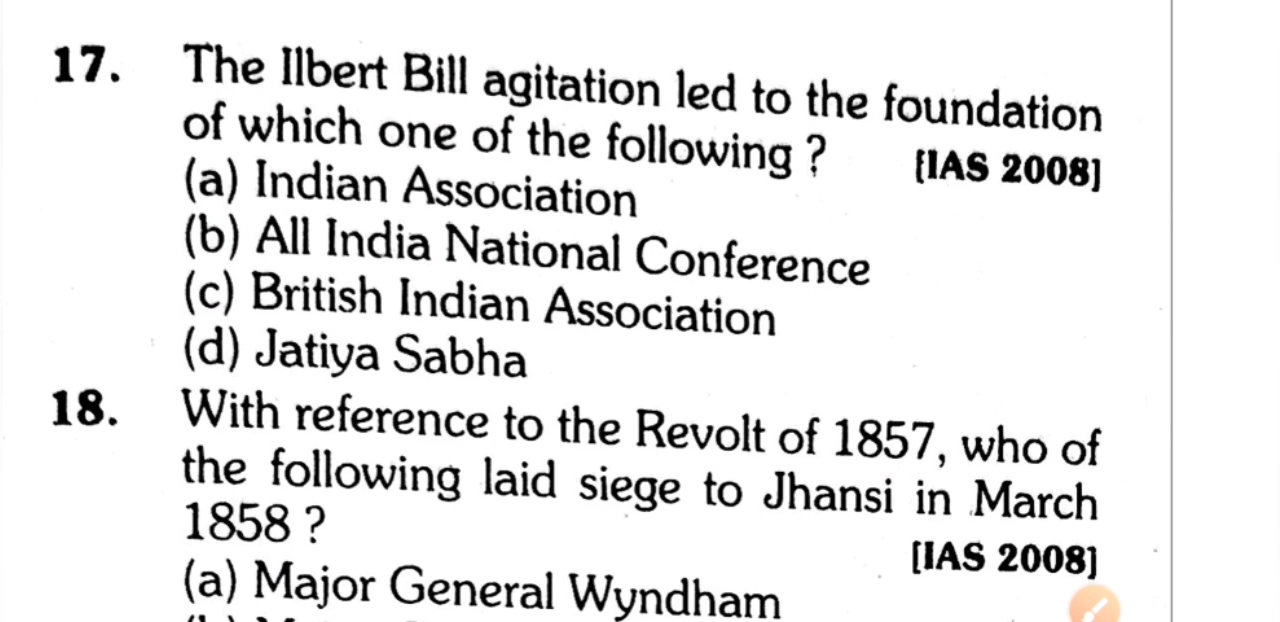 17. The Ilbert Bill agitation led to the foundation
of which one of the following ? [IAS 2008]
(a) Indian Association
(b) All India National Conference
(c) British Indian Association
(d) Jatiya Sabha
18. With reference to the Revolt of 1857, who of
the following laid siege to Jhansi in March
1858 ? [IAS 2008]
(a) Major General Wyndham